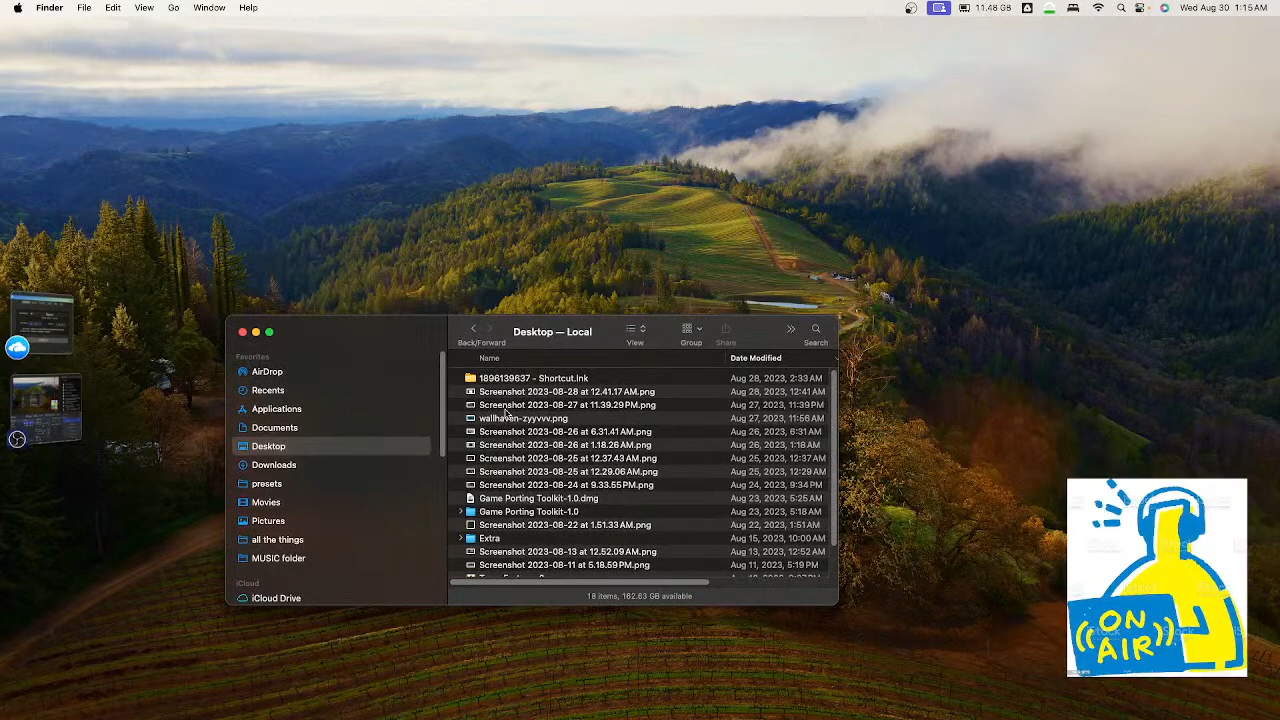 Finder File Edit View Go Window Help 11.48 GB Wed Aug 30 1:15 AM
Desktop — Local
Back/Forward View Group Share Search
Name Date Modified
Favorites
AirDrop
Recents
Applications
Documents
Desktop
Downloads
presets
Movies
Pictures
all the things
MUSIC folder
iCloud
iCloud Drive
1896139637 - Shortcut.lnk Aug 28, 2023, 2:33 AM
Screenshot 2023-08-28 at 12.41.17 AM.png Aug 28, 2023, 12:41 AM
Screenshot 2023-08-27 at 11.39.29 PM.png Aug 27, 2023, 11:39 PM
wallhaven-zyyvvo.png Aug 27, 2023, 11:56 AM
Screenshot 2023-08-26 at 6.31.41 AM.png Aug 26, 2023, 6:31 AM
Screenshot 2023-08-26 at 1.18.26 AM.png Aug 26, 2023, 1:18 AM
Screenshot 2023-08-25 at 12.37.43 AM.png Aug 25, 2023, 12:37 AM
Screenshot 2023-08-25 at 12.29.06 AM.png Aug 25, 2023, 12:29 AM
Screenshot 2023-08-24 at 9.33.55 PM.png Aug 24, 2023, 9:34 PM
Game Porting Toolkit-1.0.dmg Aug 23, 2023, 5:25 AM
Game Porting Toolkit-1.0 Aug 23, 2023, 5:18 AM
Screenshot 2023-08-22 at 1.51.33 AM.png Aug 22, 2023, 1:51 AM
Extra Aug 15, 2023, 10:00 AM
Screenshot 2023-08-13 at 12.52.09 AM.png Aug 13, 2023, 12:52 AM
Screenshot 2023-08-11 at 5.18.59 PM.png Aug 11, 2023, 5:19 PM
18 items, 162.63 GB available
ON
AIR